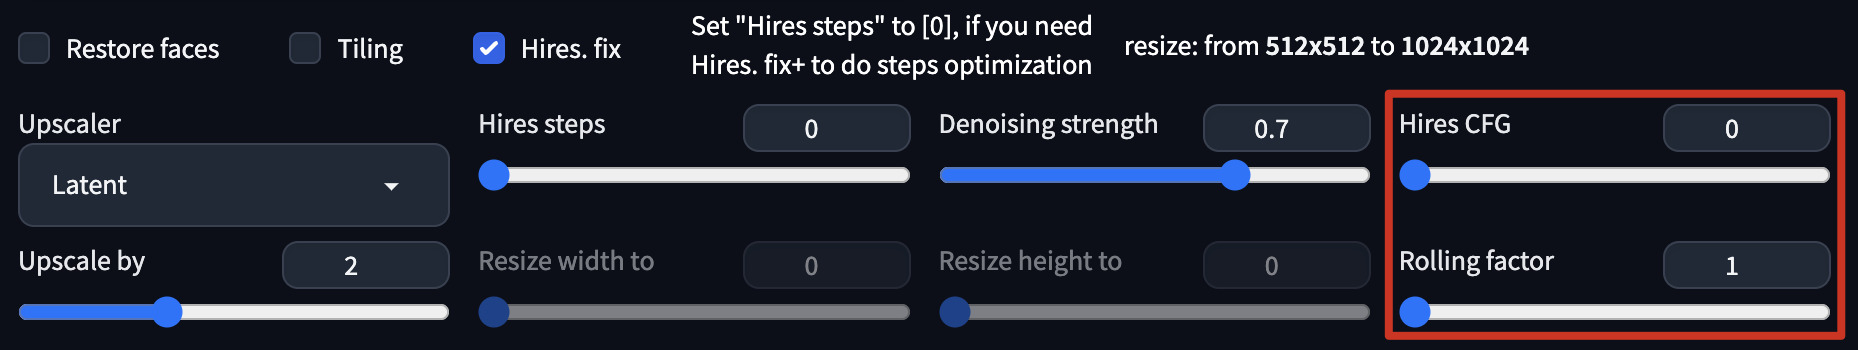 Restore faces
Tiling
Hires. fix
Set "Hires steps" to [0], if you need
Hires. fix+ to do steps optimization
resize: from 512x512 to 1024x1024
Upscaler
Latent
Hires steps 0
Denoising strength 0.7
Hires CFG 0
Upscale by 2
Resize width to 0
Resize height to 0
Rolling factor 1